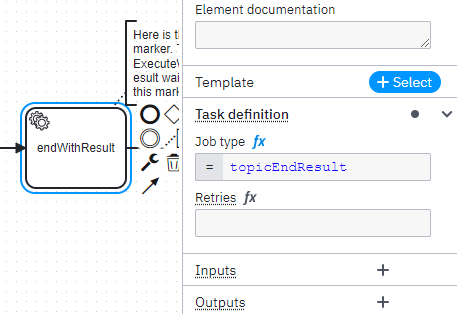 Here is th
marker. T
ExecuteW
esult wai
this mark
endWithResult
Element documentation
Template
+ Select
Task definition
Job type fx
= topicEndResult
Retries fx
Inputs +
Outputs +